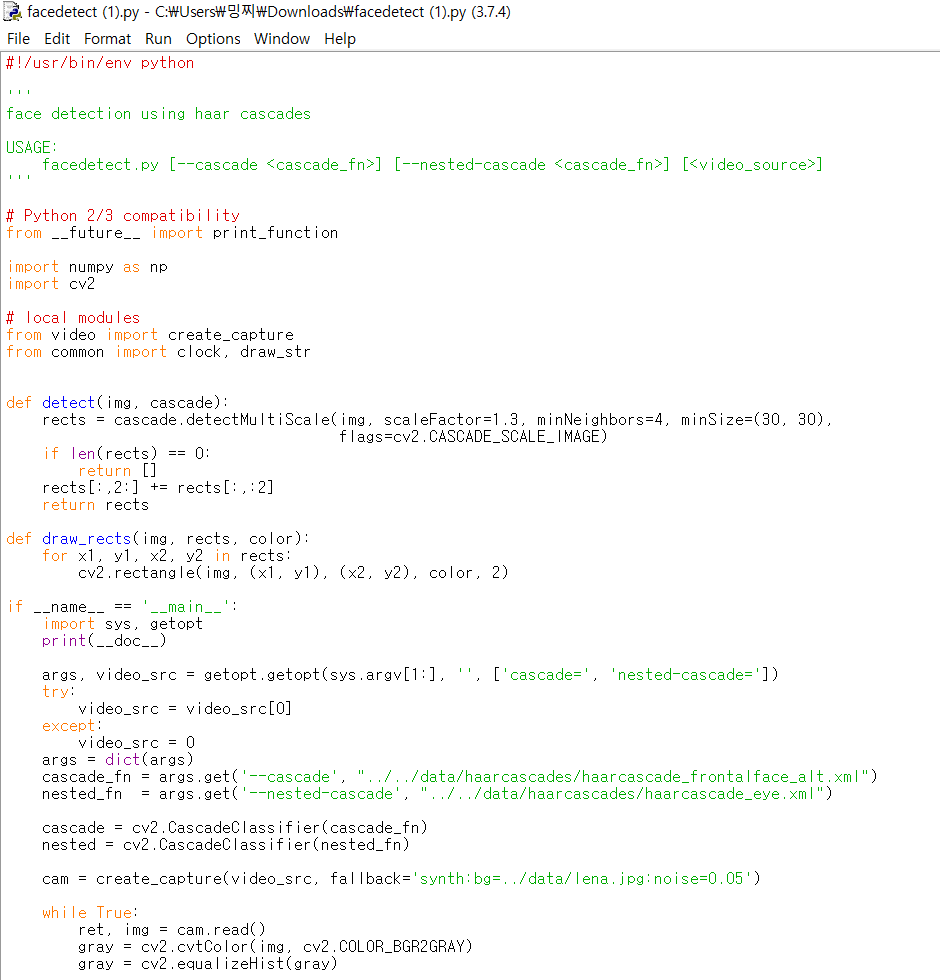 facedetect (1).py - C:₩Users₩밍찌₩Downloads₩facedetect (1).py (3.7.4)
File Edit Format Run Options Window Help
#!/usr/bin/env python
'''
face detection using haar cascades
USAGE:
    facedetect.py [--cascade <cascade_fn>] [--nested-cascade <cascade_fn>] [<video_source>]
'''
# Python 2/3 compatibility
from __future__ import print_function
import numpy as np
import cv2
# local modules
from video import create_capture
from common import clock, draw_str
def detect(img, cascade):
    rects = cascade.detectMultiScale(img, scaleFactor=1.3, minNeighbors=4, minSize=(30, 30),
                                     flags=cv2.CASCADE_SCALE_IMAGE)
    if len(rects) == 0:
        return []
    rects[:,2:] += rects[:,:2]
    return rects
def draw_rects(img, rects, color):
    for x1, y1, x2, y2 in rects:
        cv2.rectangle(img, (x1, y1), (x2, y2), color, 2)
if __name__ == '__main__':
    import sys, getopt
    print(__doc__)
    args, video_src = getopt.getopt(sys.argv[1:], '', ['cascade=', 'nested-cascade='])
    try:
        video_src = video_src[0]
    except:
        video_src = 0
    args = dict(args)
    cascade_fn = args.get('--cascade', "../../data/haarcascades/haarcascade_frontalface_alt.xml")
    nested_fn  = args.get('--nested-cascade', "../../data/haarcascades/haarcascade_eye.xml")
    cascade = cv2.CascadeClassifier(cascade_fn)
    nested = cv2.CascadeClassifier(nested_fn)
    cam = create_capture(video_src, fallback='synth:bg=../data/lena.jpg:noise=0.05')
    while True:
        ret, img = cam.read()
        gray = cv2.cvtColor(img, cv2.COLOR_BGR2GRAY)
        gray = cv2.equalizeHist(gray)